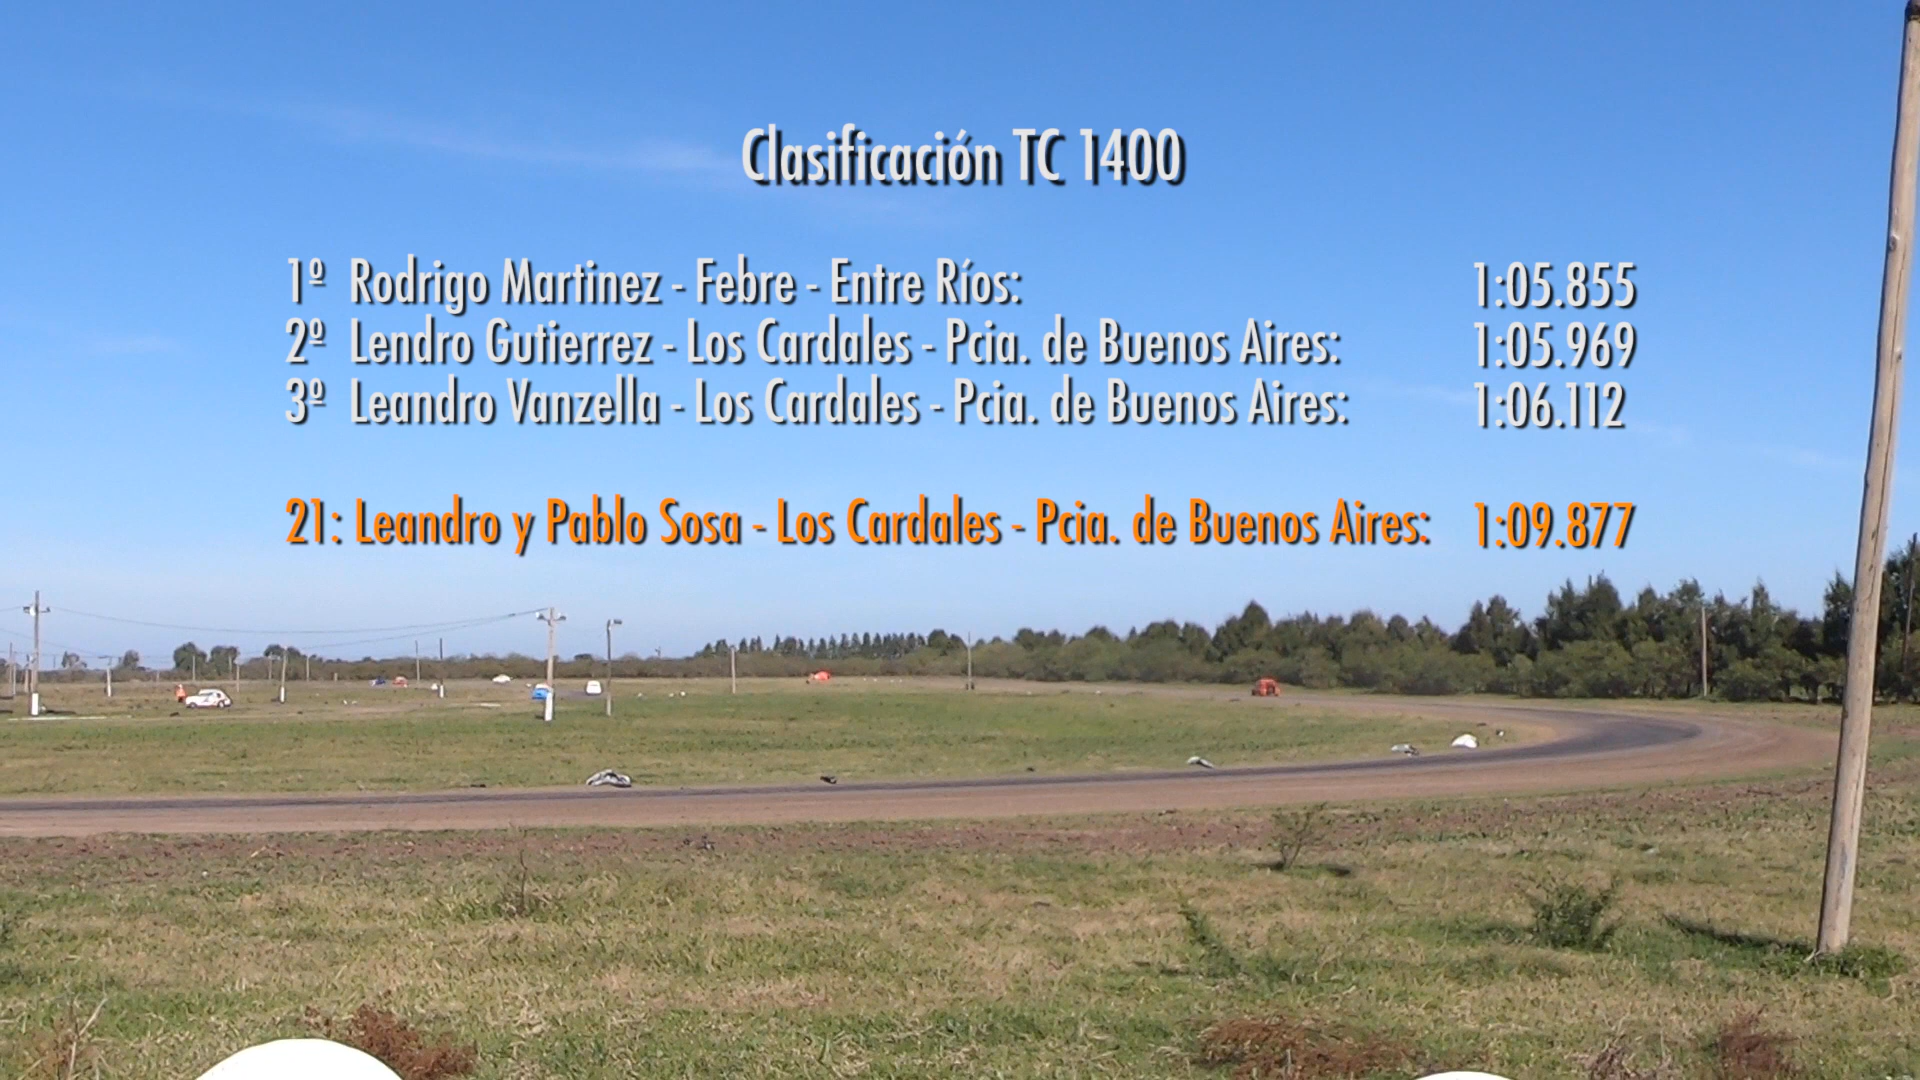 Clasificación TC 1400
1º Rodrigo Martinez - Febre - Entre Ríos: 1:05.855
2º Lendro Gutierrez - Los Cardales - Pcia. de Buenos Aires: 1:05.969
3º Leandro Vanzella - Los Cardales - Pcia. de Buenos Aires: 1:06.112
21: Leandro y Pablo Sosa - Los Cardales - Pcia. de Buenos Aires: 1:09.877